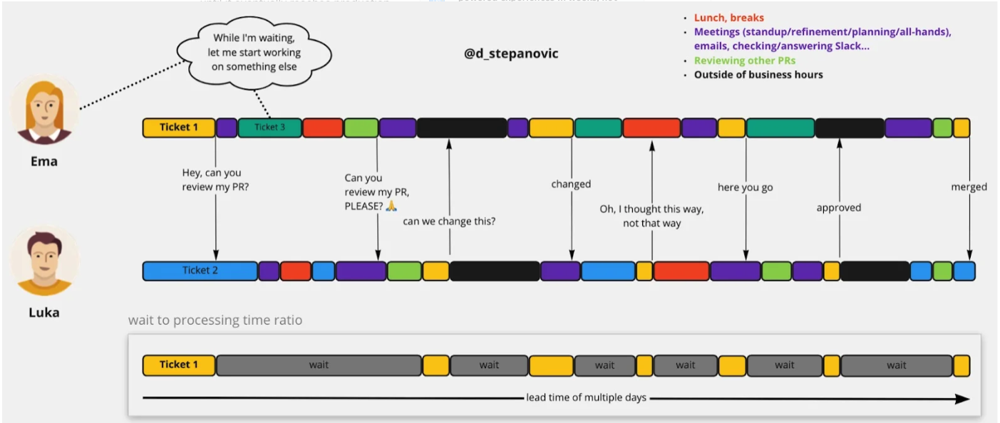 While I'm waiting,
let me start working
on something else
@d_stepanovic
· Lunch, breaks
· Meetings (standup/refinement/planning/all-hands),
emails, checking/answering Slack...
· Reviewing other PRs
· Outside of business hours
Ema
Ticket 1
Ticket 3
Hey, can you
review my PR?
Can you
review my PR,
PLEASE? 🙏
can we change this?
changed
Oh, I thought this way,
not that way
here you go
approved
merged
Luka
Ticket 2
wait to processing time ratio
Ticket 1
wait
wait
wait
wait
wait
wait
lead time of multiple days